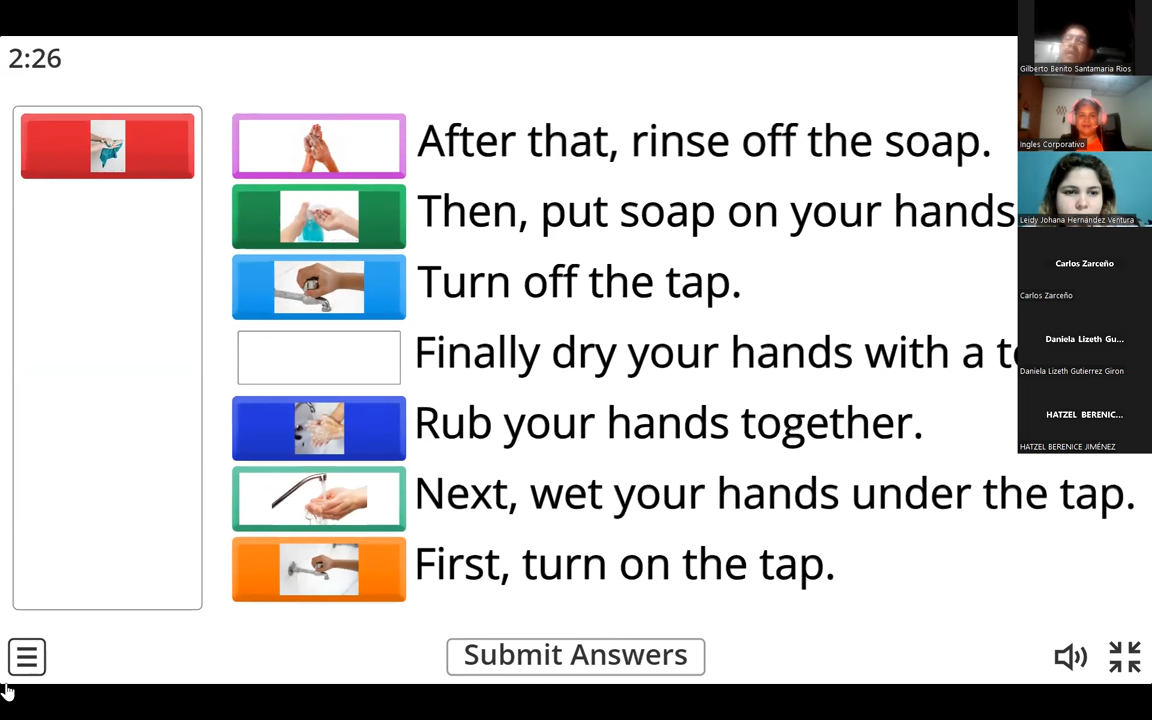 2:26
After that, rinse off the soap.
Then, put soap on your hands
Turn off the tap.
Finally dry your hands with a
Rub your hands together.
Next, wet your hands under the tap.
First, turn on the tap.
Submit Answers
Gilberto Benito Santamaria Rios
Ingles Corporativo
Leidy Johana Hernández Ventura
Carlos Zarceño
Carlos Zarceño
Daniela Lizeth Gu...
Daniela Lizeth Gutierrez Giron
HATZEL BERENIC...
HATZEL BERENICE JIMÉNEZ